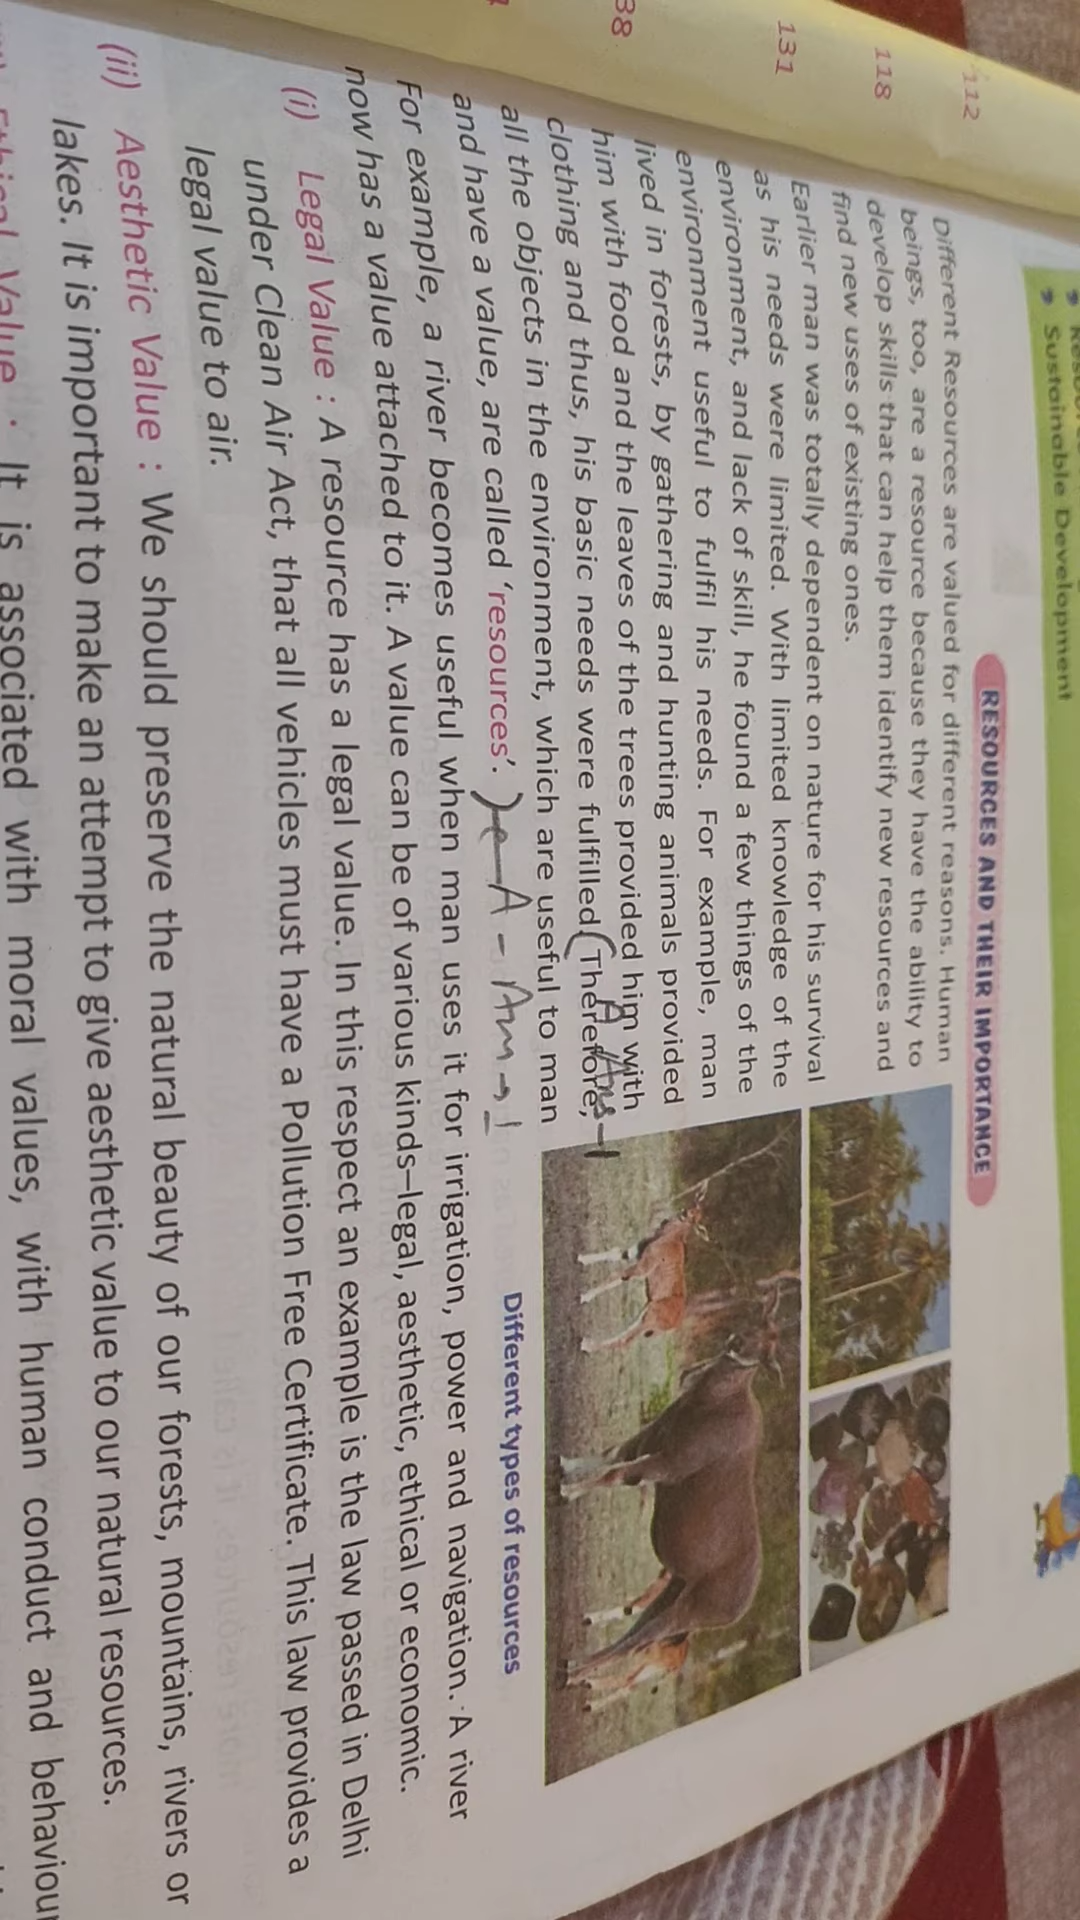 Sustainable Development
RESOURCES AND THEIR IMPORTANCE
Different Resources are valued for different reasons. Human
beings, too, are a resource because they have the ability to
develop skills that can help them identify new resources and
find new uses of existing ones.
Earlier man was totally dependent on nature for his survival
as his needs were limited. With limited knowledge of the
environment, and lack of skill, he found a few things of the
environment useful to fulfil his needs. For example, man
lived in forests, by gathering and hunting animals provided
him with food and the leaves of the trees provided him with
clothing and thus, his basic needs were fulfilled. (Therefore,
all the objects in the environment, which are useful to man
and have a value, are called 'resources'.)
Different types of resources
For example, a river becomes useful when man uses it for irrigation, power and navigation. A river
now has a value attached to it. A value can be of various kinds–legal, aesthetic, ethical or economic.
(i) Legal Value : A resource has a legal value. In this respect an example is the law passed in Delhi
under Clean Air Act, that all vehicles must have a Pollution Free Certificate. This law provides a
legal value to air.
(ii) Aesthetic Value : We should preserve the natural beauty of our forests, mountains, rivers or
lakes. It is important to make an attempt to give aesthetic value to our natural resources.
Ethical Value : It is associated with moral values, with human conduct and behaviour
112
118
131
38